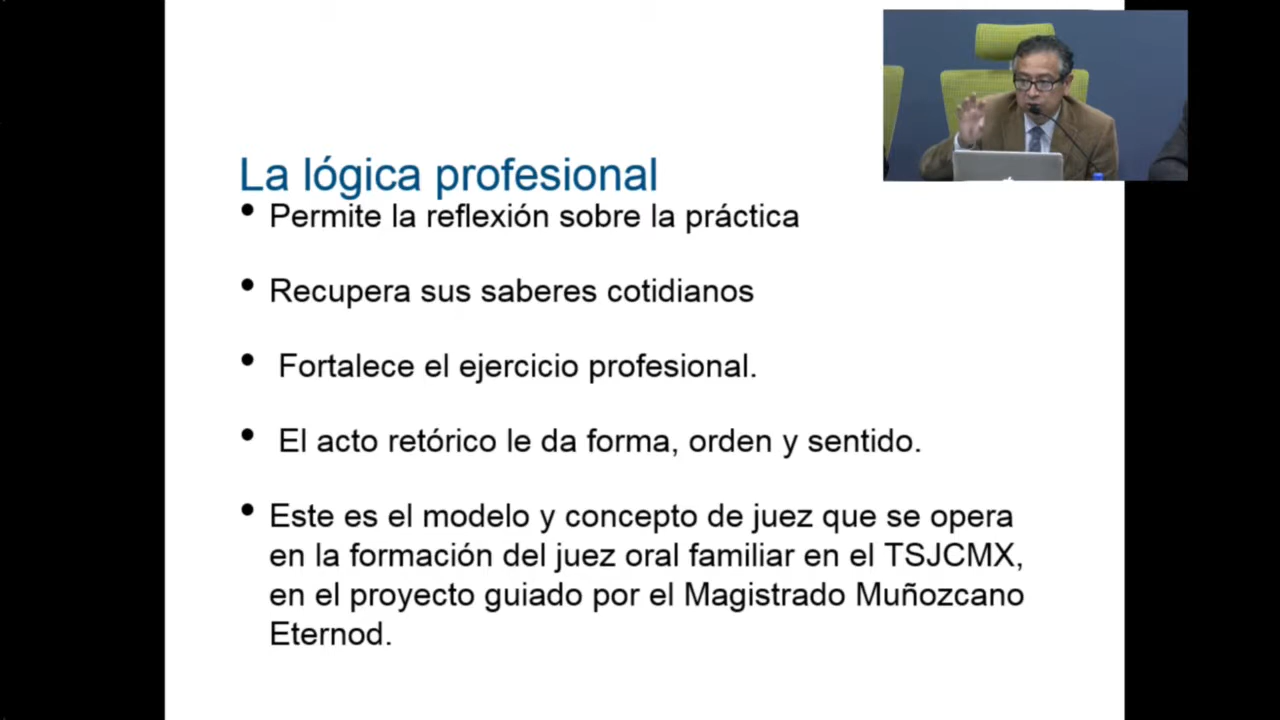 La lógica profesional
• Permite la reflexión sobre la práctica
• Recupera sus saberes cotidianos
• Fortalece el ejercicio profesional.
• El acto retórico le da forma, orden y sentido.
• Este es el modelo y concepto de juez que se opera
en la formación del juez oral familiar en el TSJCMX,
en el proyecto guiado por el Magistrado Muñozcano
Eternod.